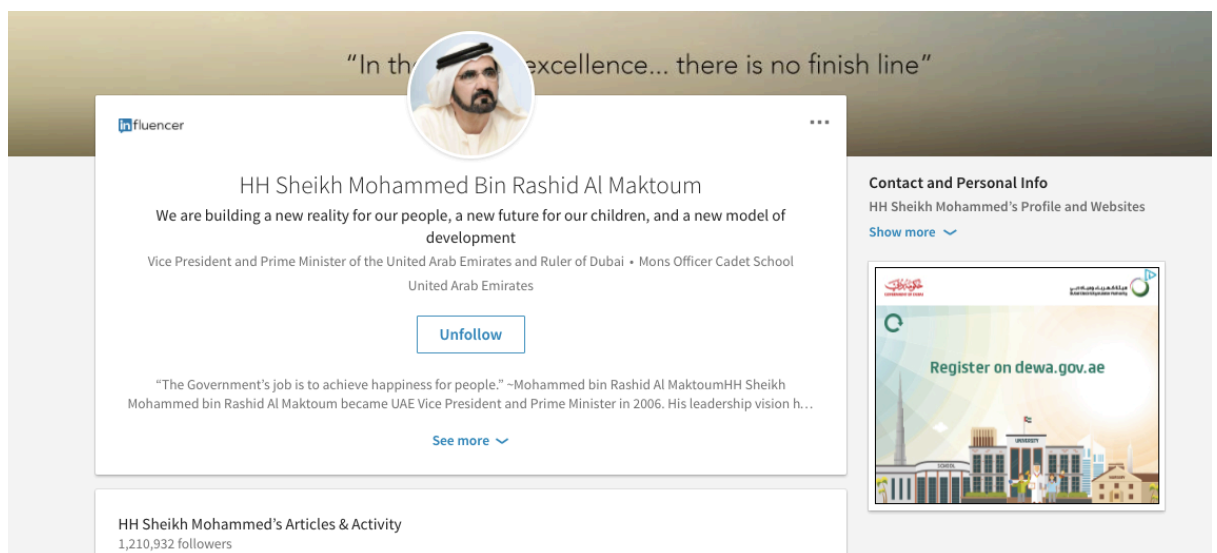 “In th excellence... there is no finish line”
influencer
HH Sheikh Mohammed Bin Rashid Al Maktoum
We are building a new reality for our people, a new future for our children, and a new model of
development
Vice President and Prime Minister of the United Arab Emirates and Ruler of Dubai • Mons Officer Cadet School
United Arab Emirates
Unfollow
“The Government’s job is to achieve happiness for people.” ~Mohammed bin Rashid Al MaktoumHH Sheikh
Mohammed bin Rashid Al Maktoum became UAE Vice President and Prime Minister in 2006. His leadership vision h...
See more
HH Sheikh Mohammed’s Articles & Activity
1,210,932 followers
Contact and Personal Info
HH Sheikh Mohammed’s Profile and Websites
Show more
GOVERNMENT OF DUBAI
Register on dewa.gov.ae
UNIVERSITY
SCHOOL